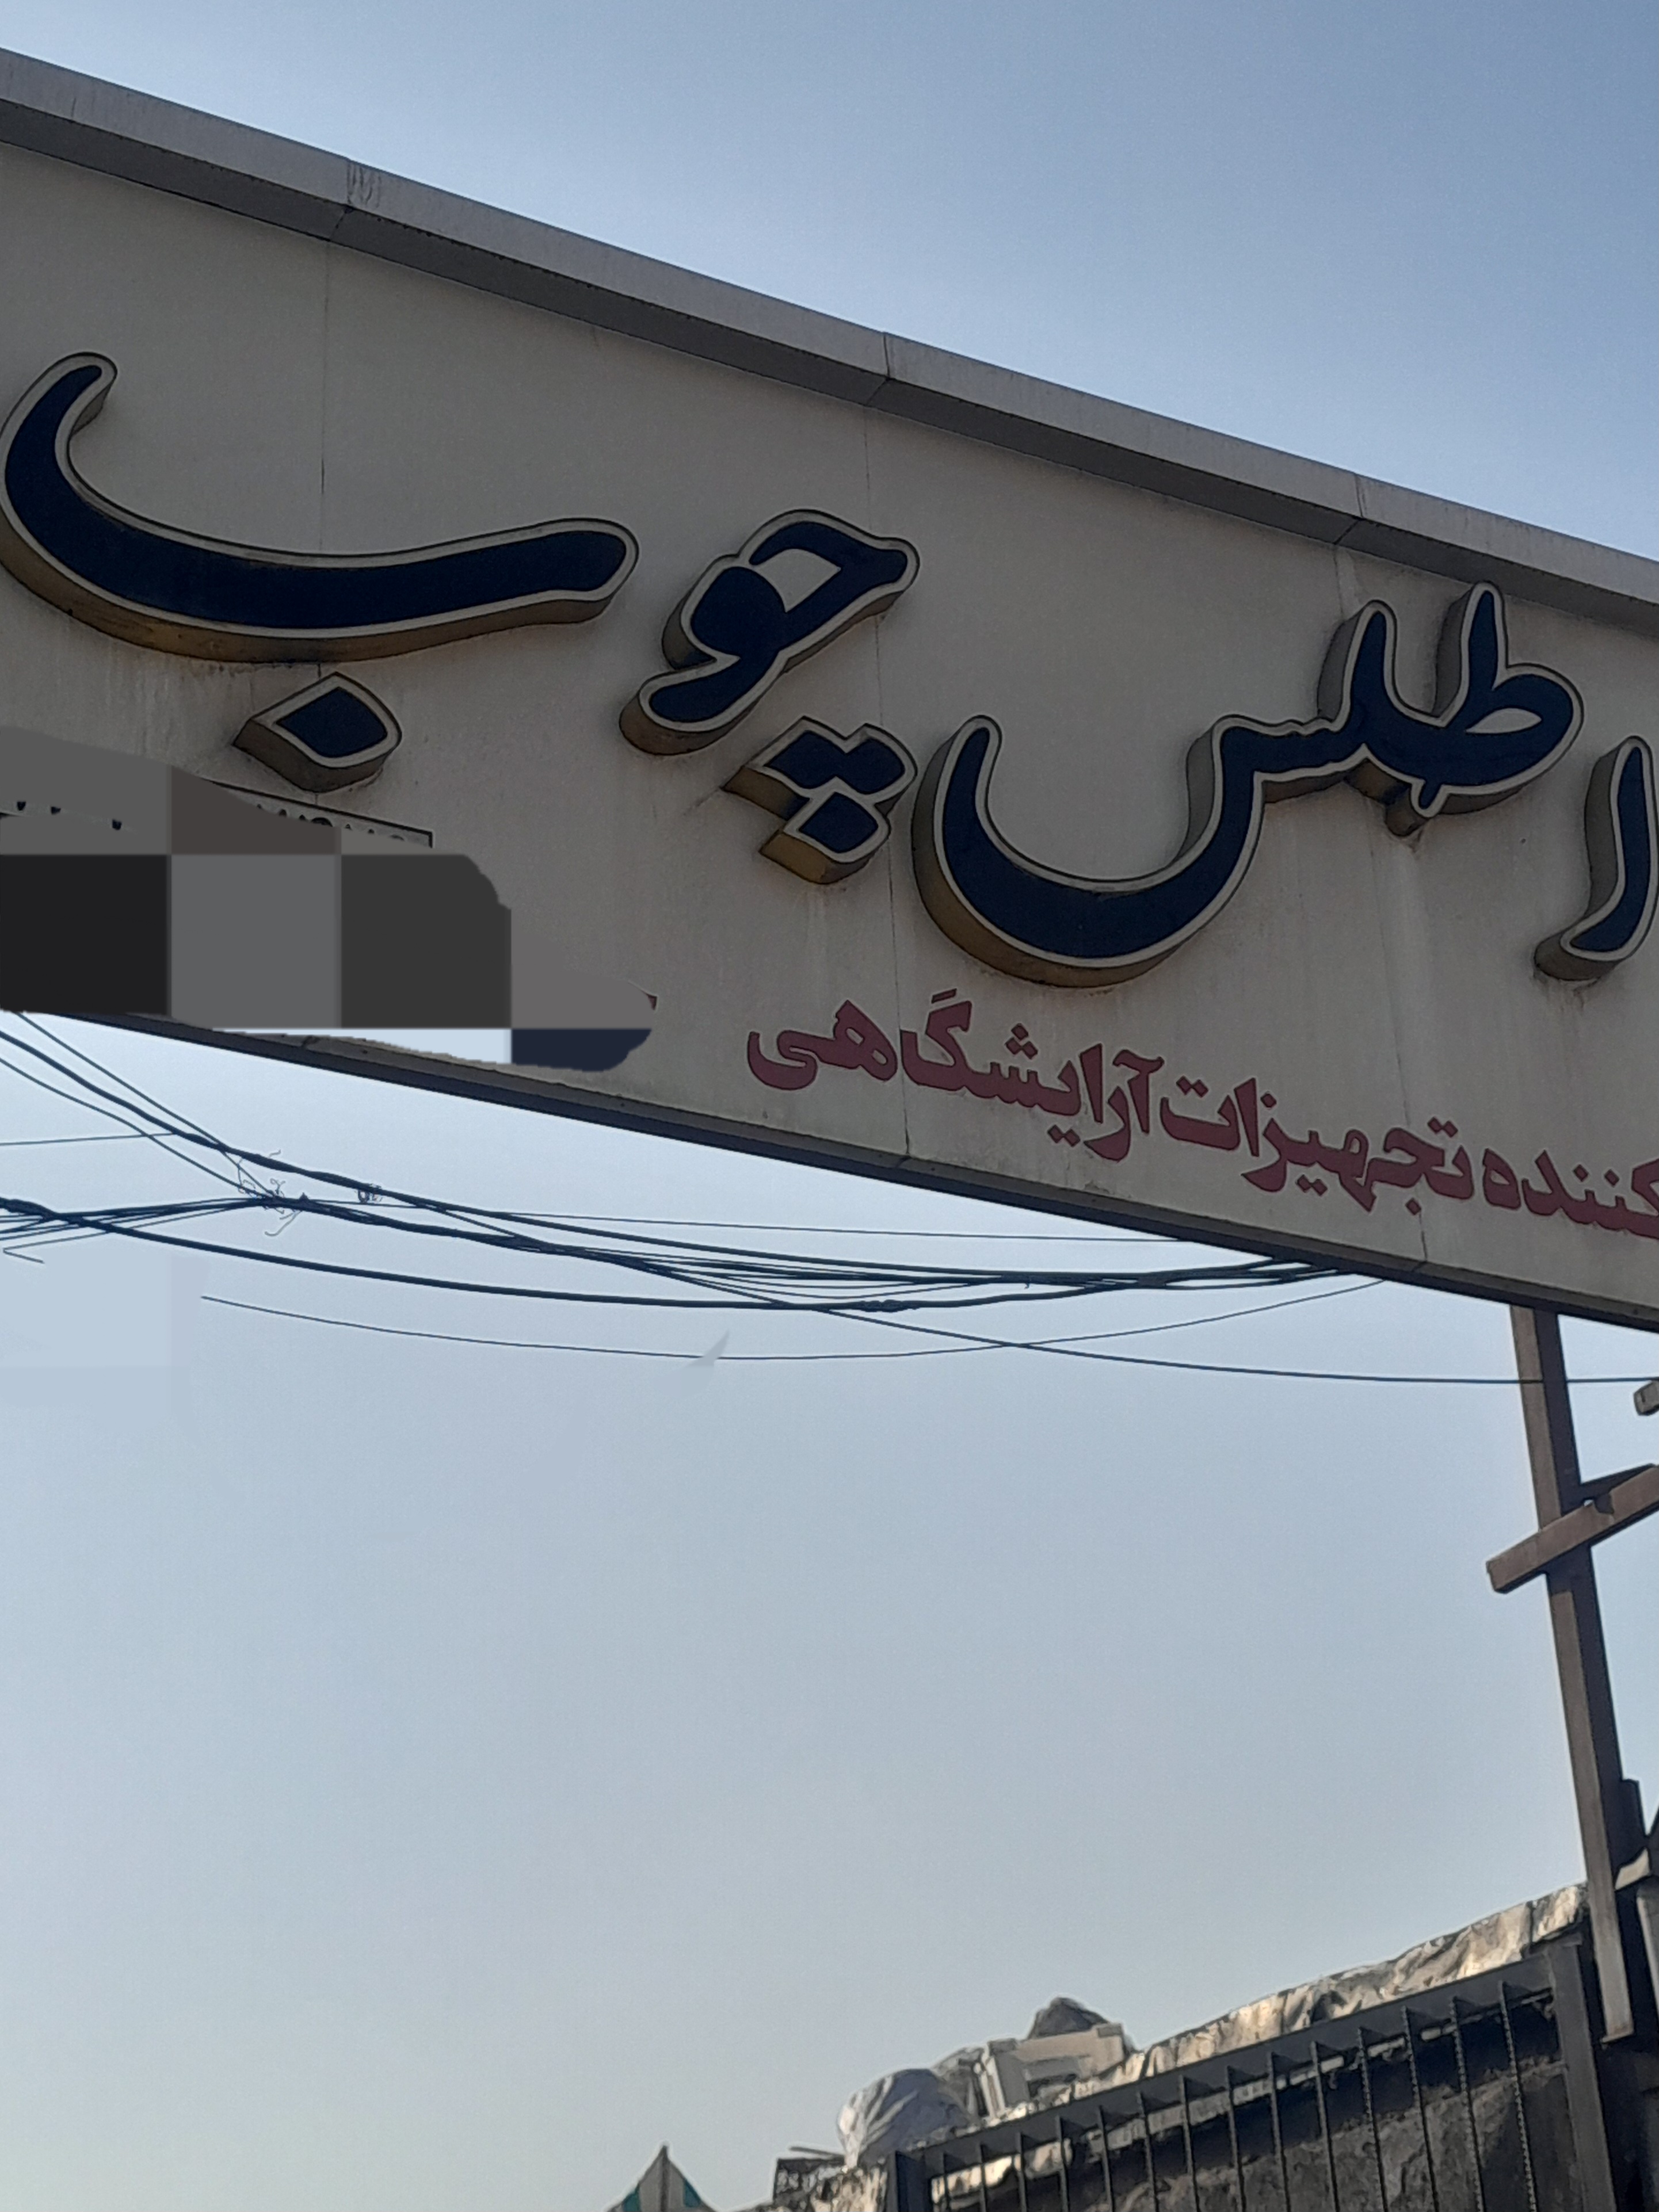 اطلس چوب
کننده تجهیزات آرایشگاهی